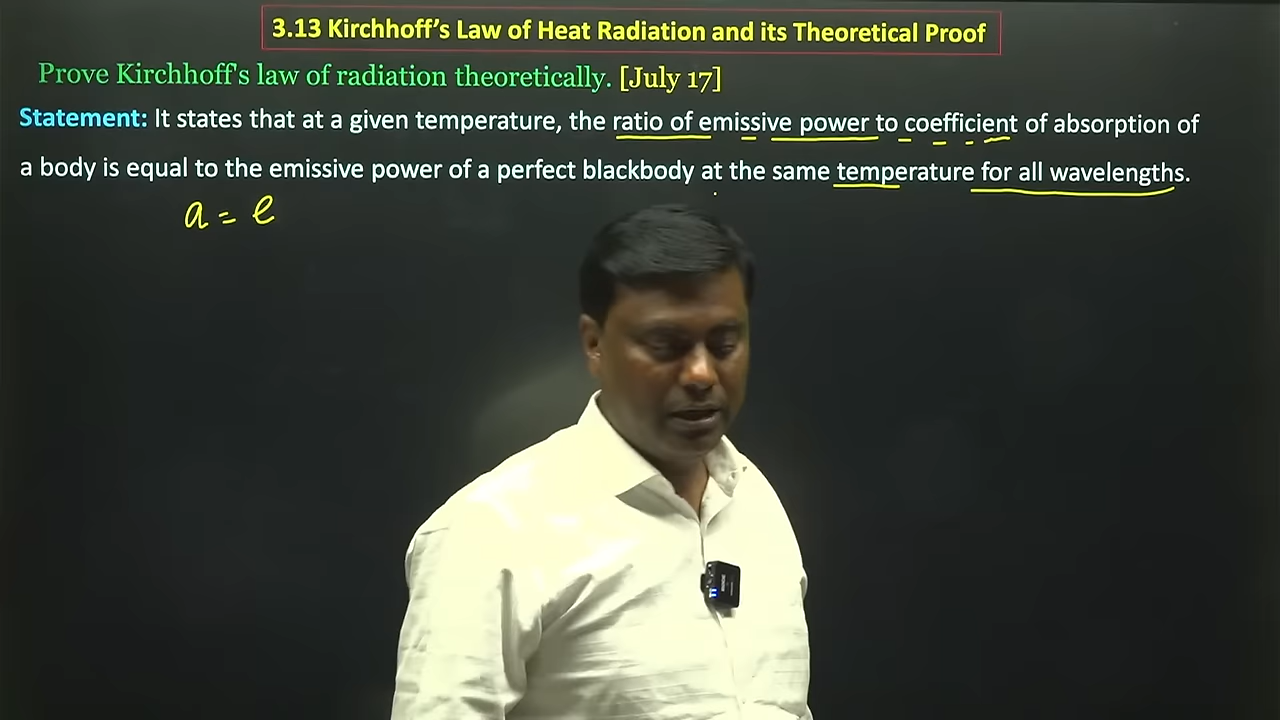 3.13 Kirchhoff’s Law of Heat Radiation and its Theoretical Proof
Prove Kirchhoff's law of radiation theoretically. [July 17]
Statement: It states that at a given temperature, the ratio of emissive power to coefficient of absorption of
a body is equal to the emissive power of a perfect blackbody at the same temperature for all wavelengths.
a = e